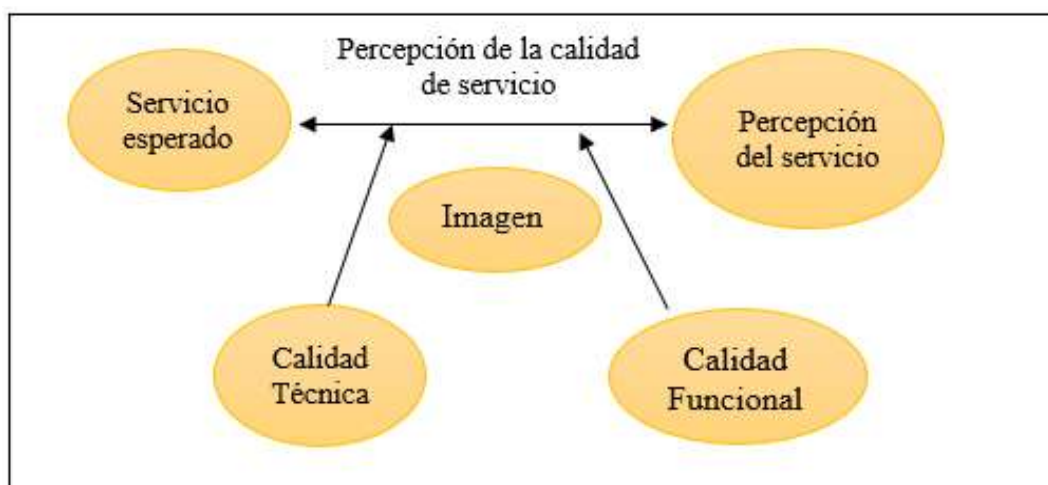 Percepción de la calidad
de servicio
Servicio
esperado
Percepción
del servicio
Imagen
Calidad
Técnica
Calidad
Funcional